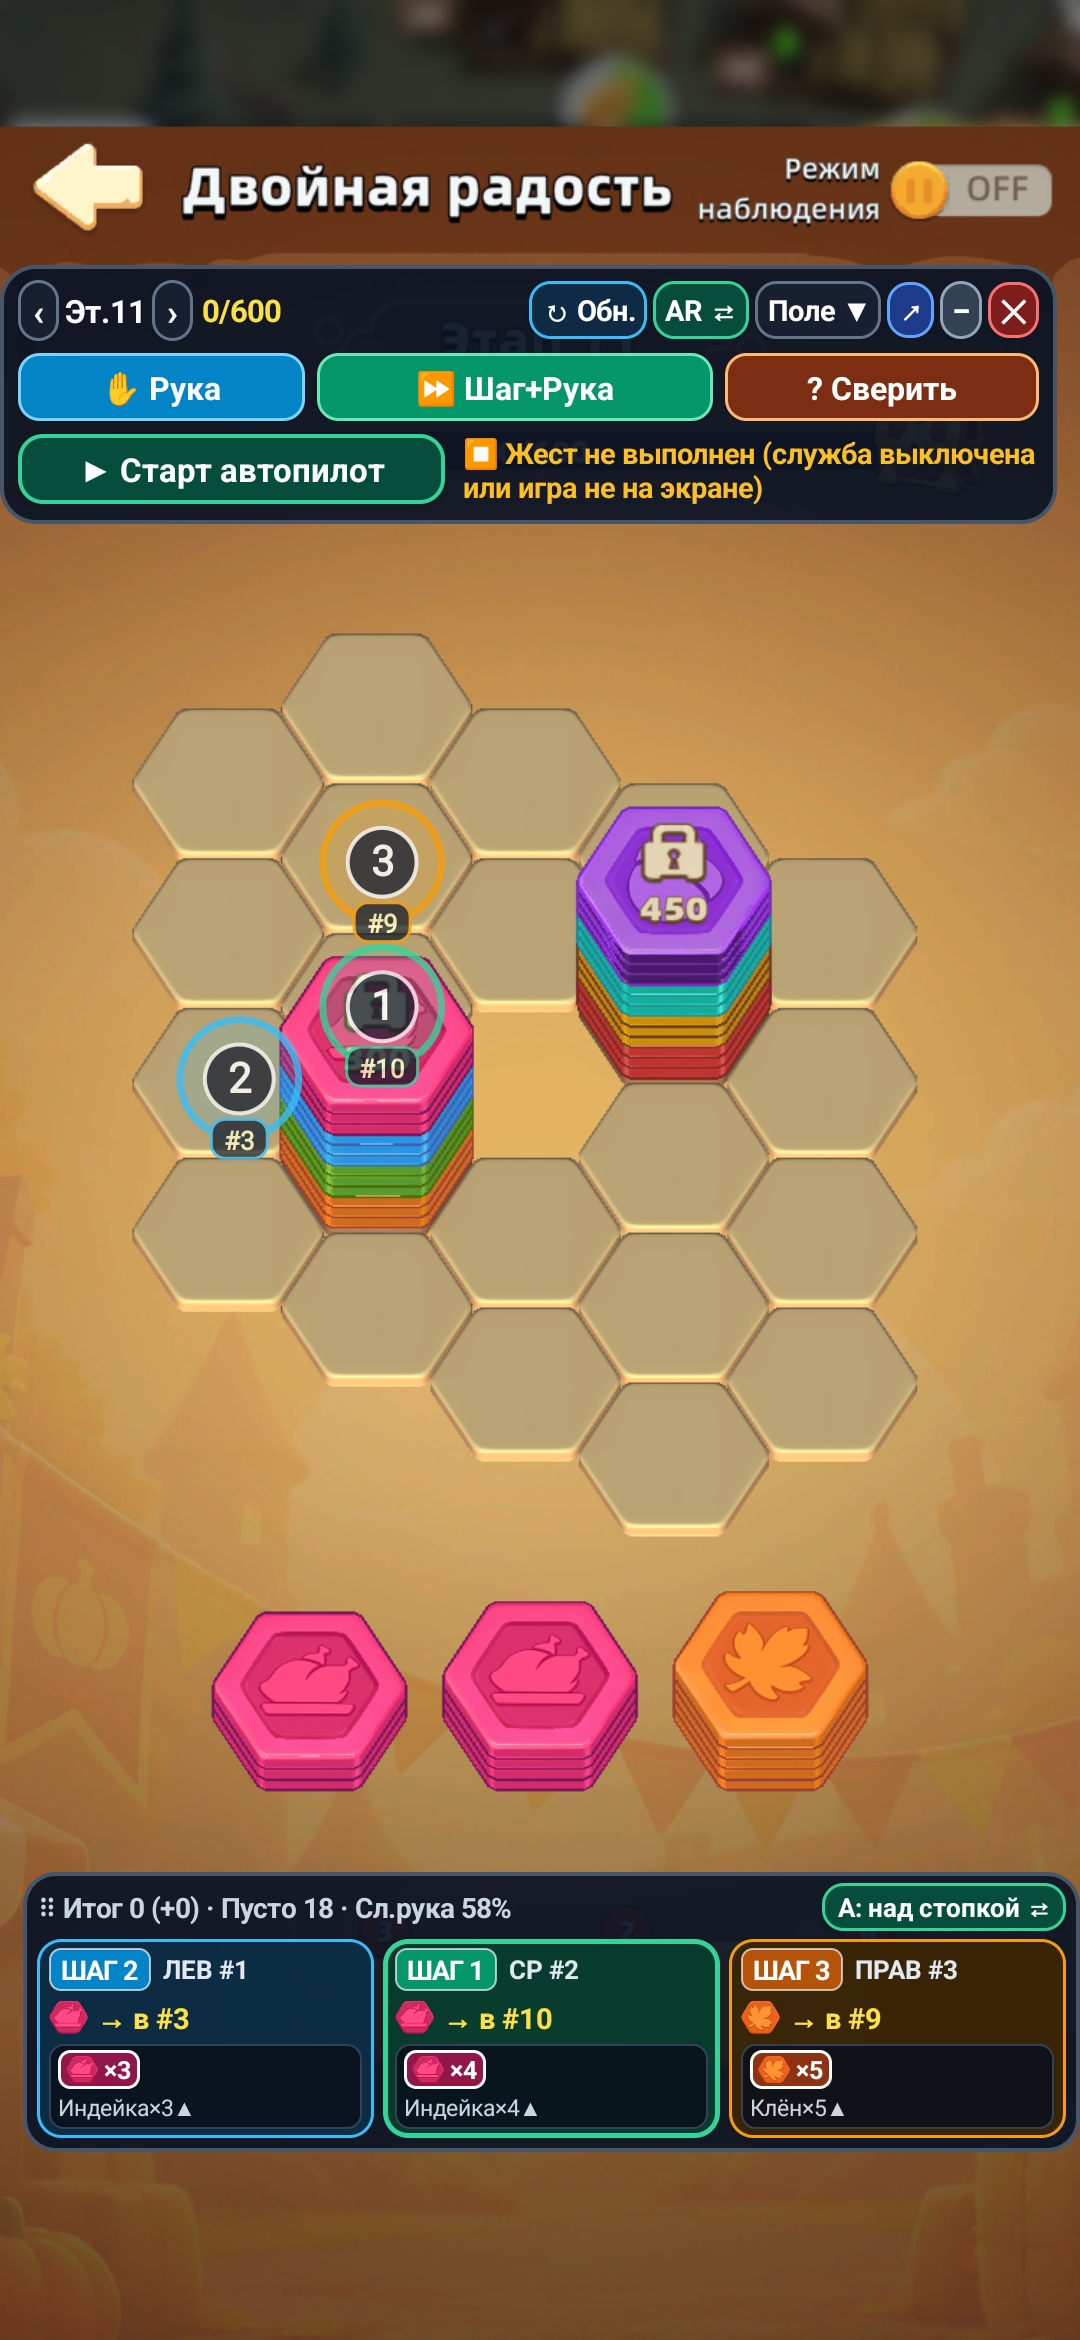 Двойная радость
Режим
наблюдения
OFF
‹ Эт.11 › 0/600
↻ Обн.
AR ⇄
Поле ▼
↗
−
✋ Рука
⏩ Шаг+Рука
? Сверить
► Старт автопилот
⏹ Жест не выполнен (служба выключена
или игра не на экране)
3
#9
450
1
#10
2
#3
Итог 0 (+0) · Пусто 18 · Сл.рука 58%
А: над стопкой ⇄
ШАГ 2 ЛЕВ #1
→ в #3
×3
Индейка×3▲
ШАГ 1 СР #2
→ в #10
×4
Индейка×4▲
ШАГ 3 ПРАВ #3
→ в #9
×5
Клён×5▲